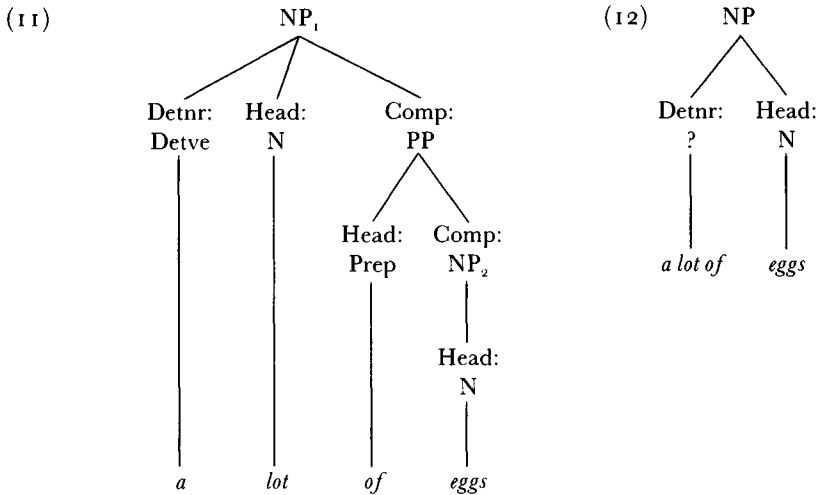 (11) NP₁ (12) NP
Detnr: Head: Comp: Detnr: Head:
Detve N PP ? N
Head: Comp:
Prep NP₂
a lot of eggs
Head:
N
a lot of eggs